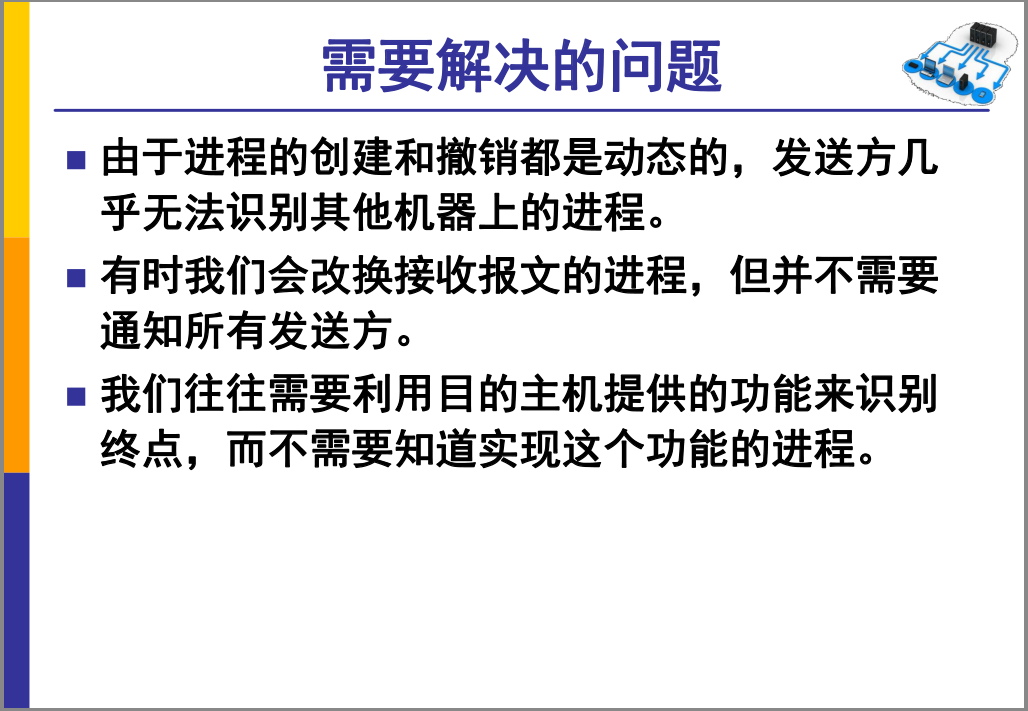 需要解决的问题
由于进程的创建和撤销都是动态的，发送方几
乎无法识别其他机器上的进程。
有时我们会改换接收报文的进程，但并不需要
通知所有发送方。
我们往往需要利用目的主机提供的功能来识别
终点，而不需要知道实现这个功能的进程。